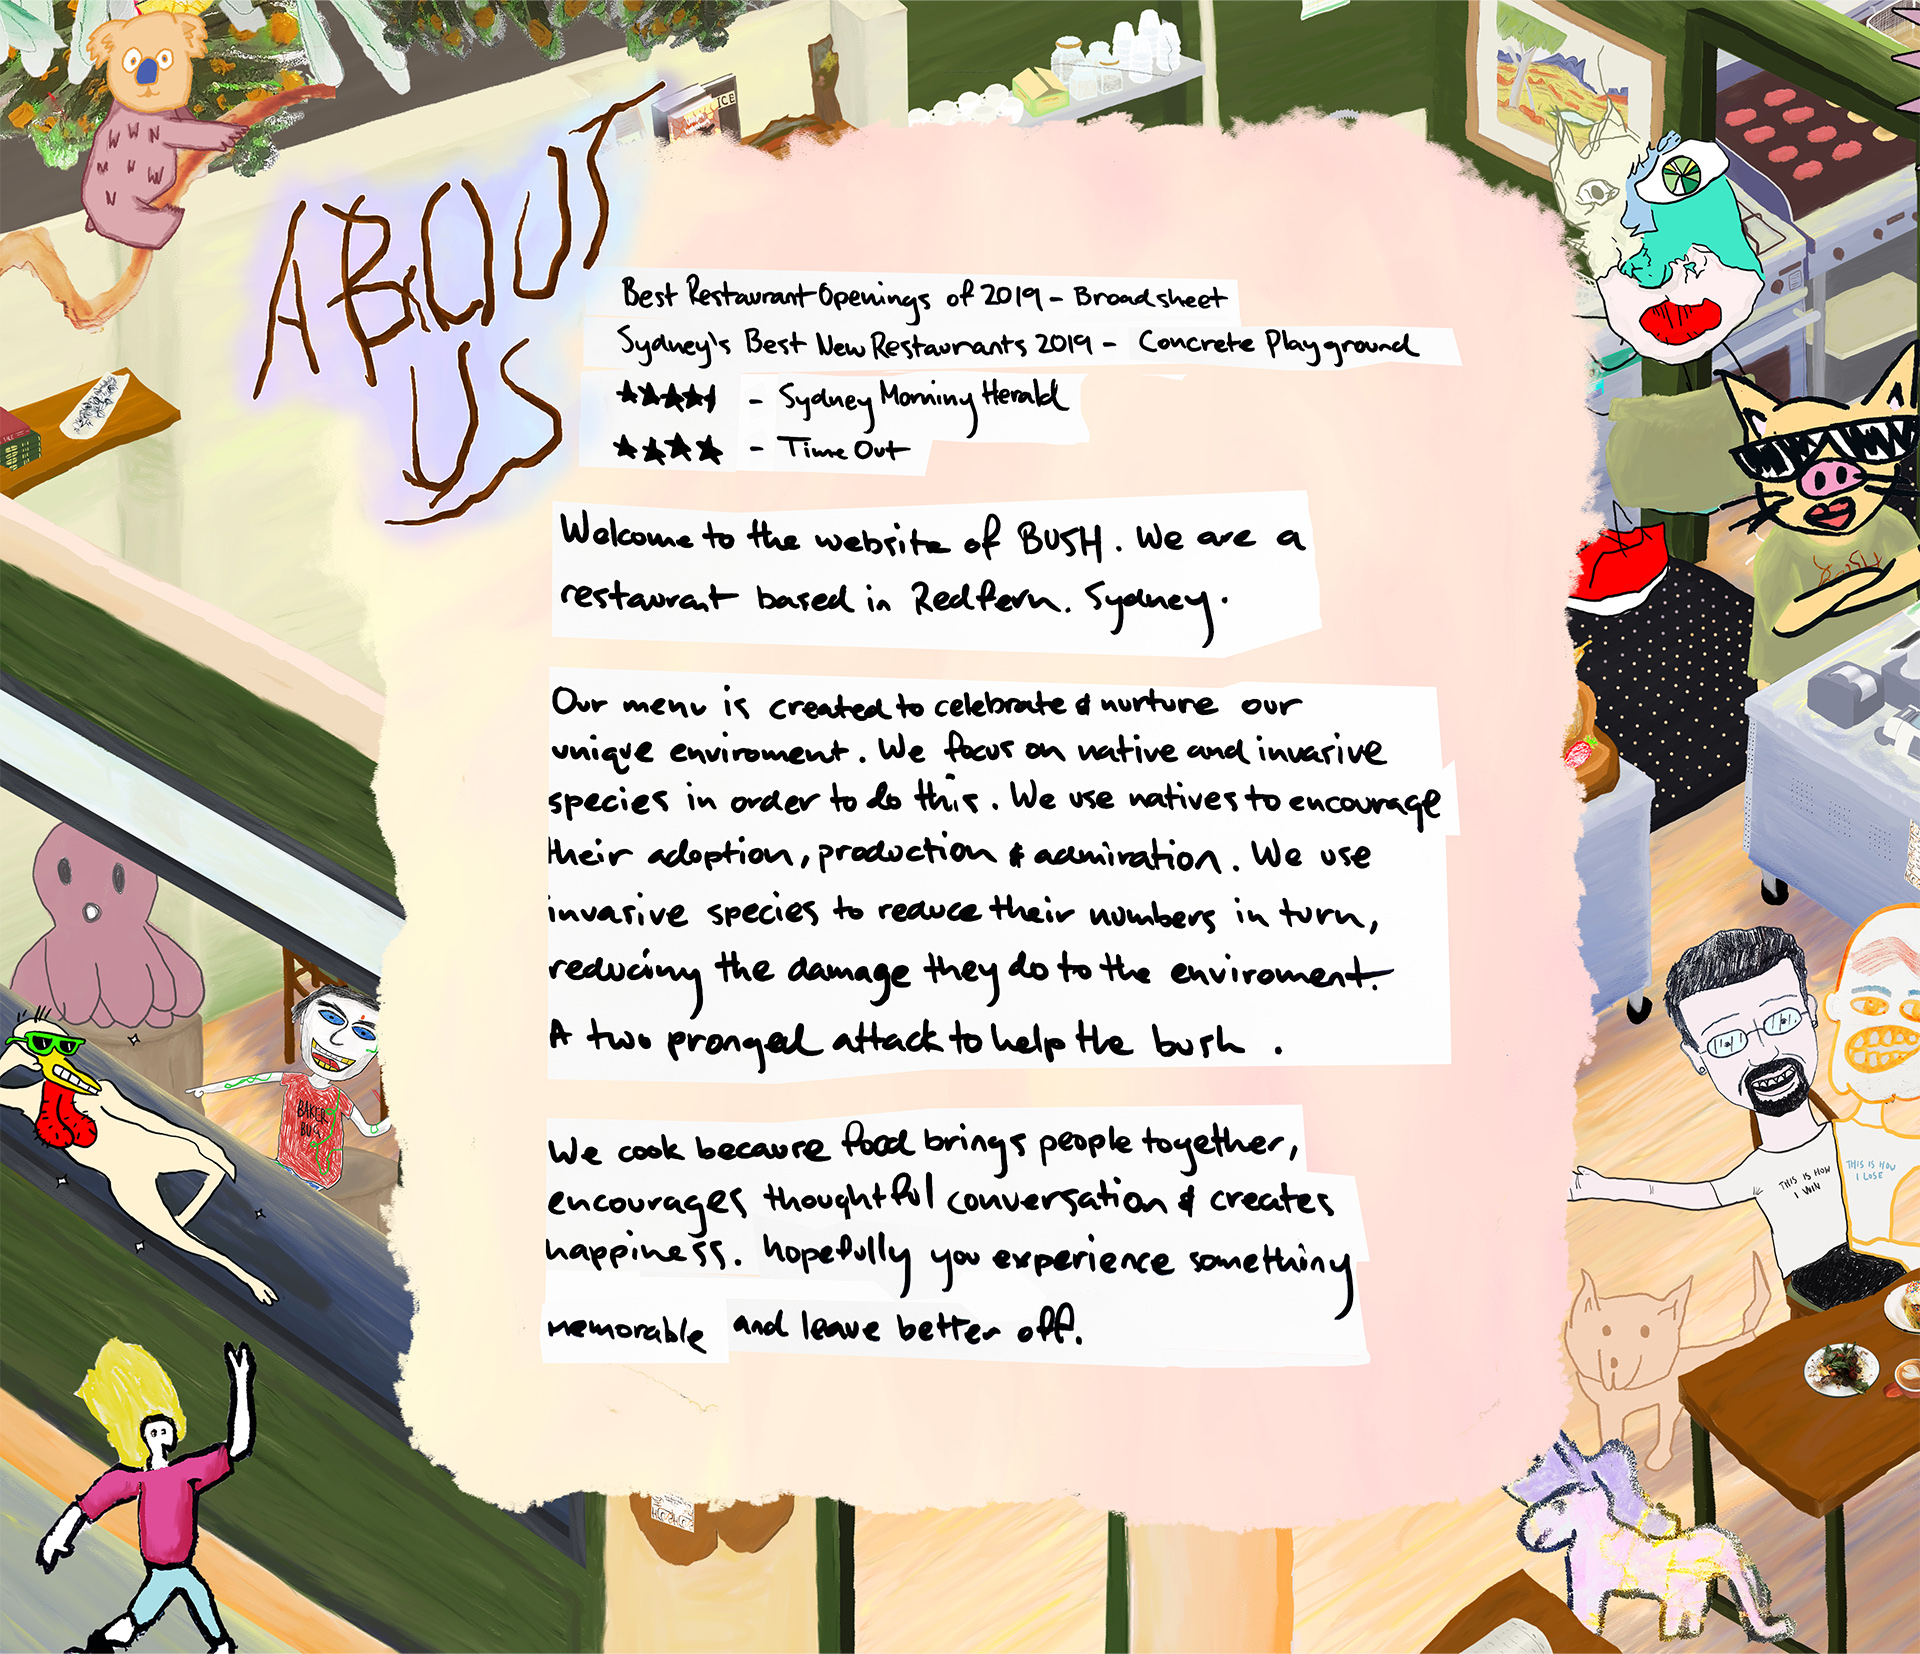 ABOUT
US
Best Restaurant Openings of 2019 - Broadsheet
Sydney's Best New Restaurants 2019 - Concrete Playground
- Sydney Morning Herald
- Time Out
Welcome to the website of BUSH. We are a
restaurant based in Redfern. Sydney.
Our menu is created to celebrate & nurture our
unique enviroment. We focus on native and invasive
species in order to do this. We use natives to encourage
their adoption, production & admiration. We use
invasive species to reduce their numbers in turn,
reducing the damage they do to the enviroment.
A two pronged attack to help the bush.
We cook because food brings people together,
encourages thoughtful conversation & creates
happiness. hopefully you experience something
memorable and leave better off.
BAKER
BUG
THIS IS HOW
I WIN
THIS IS HOW
I LOSE
BUSH